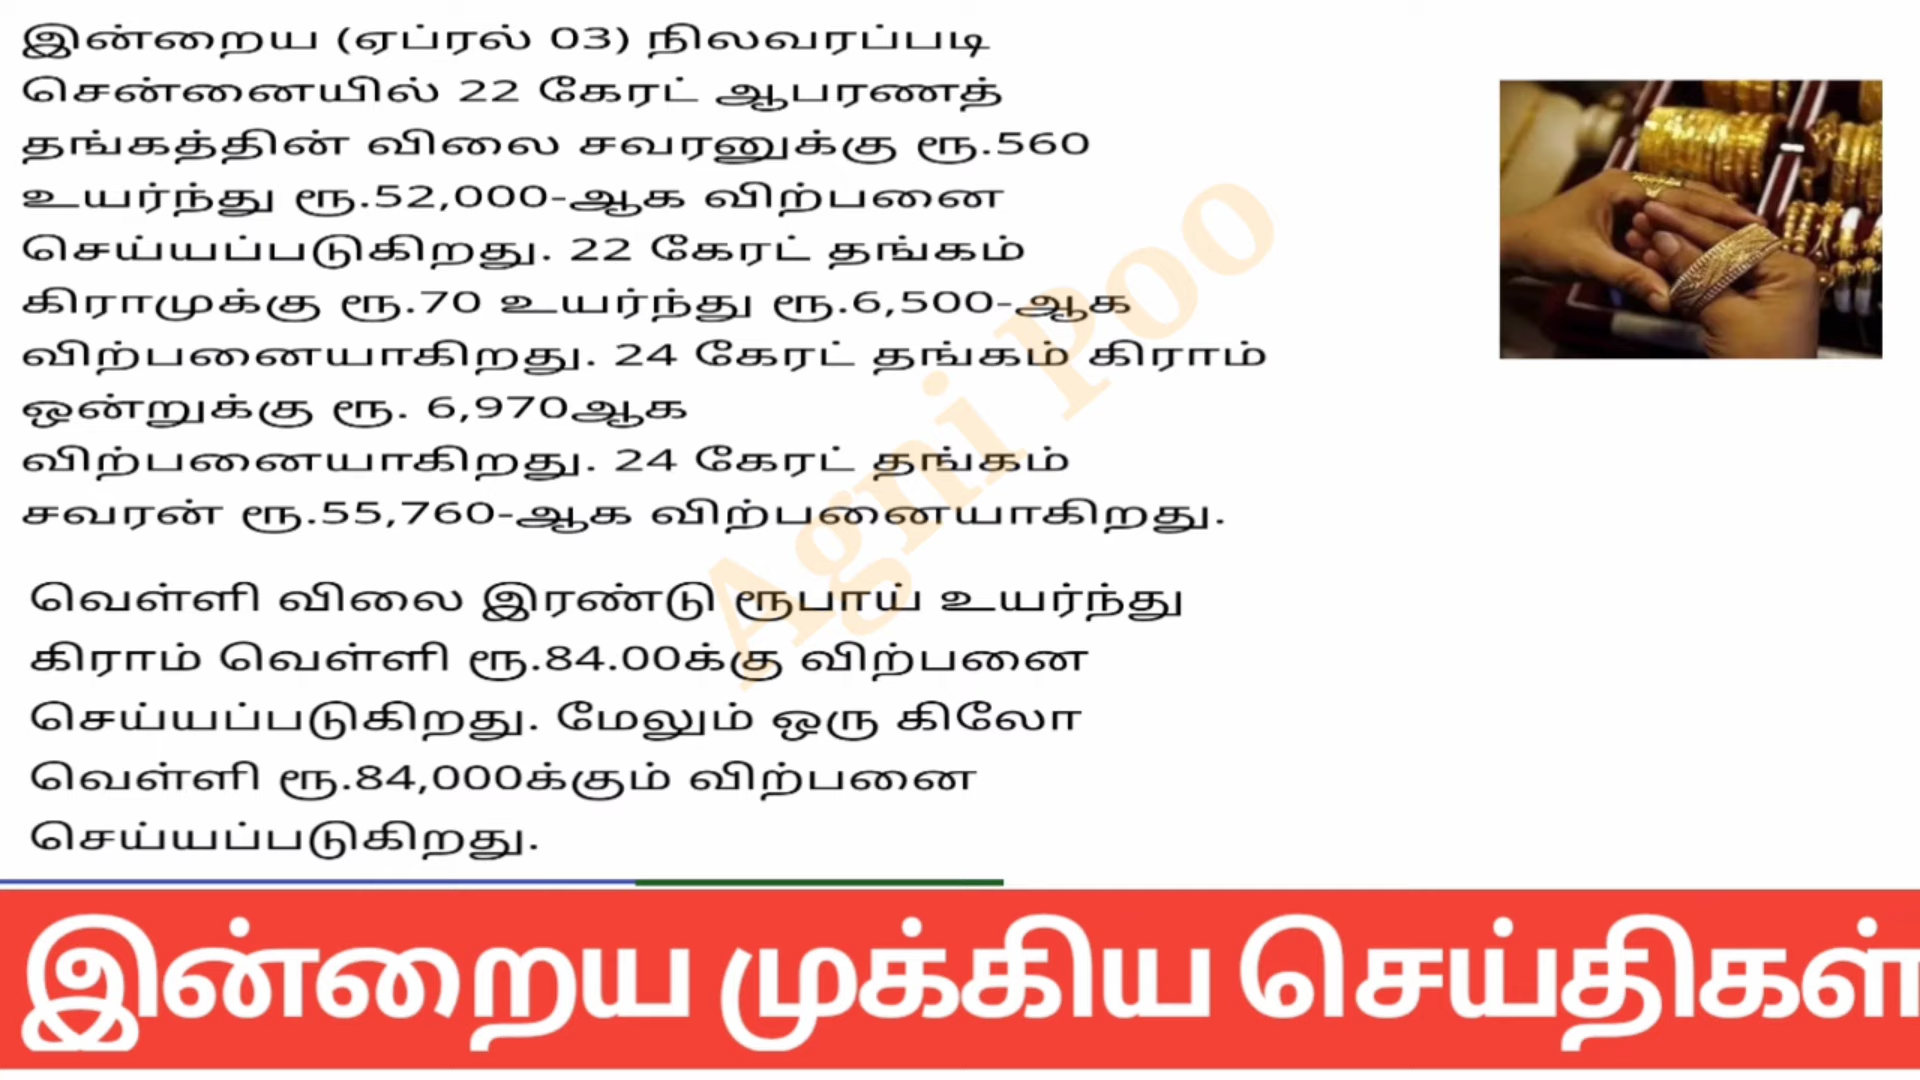 இன்றைய (ஏப்ரல் 03) நிலவரப்படி
சென்னையில் 22 கேரட் ஆபரணத்
தங்கத்தின் விலை சவரனுக்கு ரூ.560
உயர்ந்து ரூ.52,000-ஆக விற்பனை
செய்யப்படுகிறது. 22 கேரட் தங்கம்
கிராமுக்கு ரூ.70 உயர்ந்து ரூ.6,500-ஆக
விற்பனையாகிறது. 24 கேரட் தங்கம் கிராம்
ஒன்றுக்கு ரூ. 6,970ஆக
விற்பனையாகிறது. 24 கேரட் தங்கம்
சவரன் ரூ.55,760-ஆக விற்பனையாகிறது.
வெள்ளி விலை இரண்டு ரூபாய் உயர்ந்து
கிராம் வெள்ளி ரூ.84.00க்கு விற்பனை
செய்யப்படுகிறது. மேலும் ஒரு கிலோ
வெள்ளி ரூ.84,000க்கும் விற்பனை
செய்யப்படுகிறது.
Agni Poo
இன்றைய முக்கிய செய்திகள்